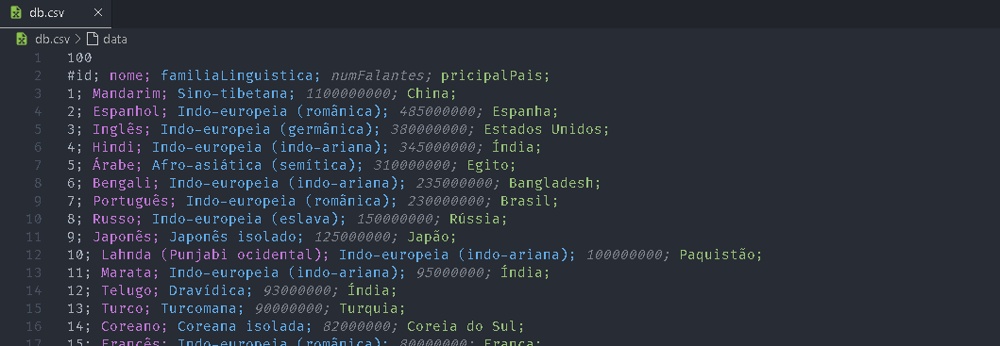 db.csv
db.csv > data
1 100
2 #id; nome; familiaLinguistica; numFalantes; pricipalPais;
3 1; Mandarim; Sino-tibetana; 1100000000; China;
4 2; Espanhol; Indo-europeia (românica); 485000000; Espanha;
5 3; Inglês; Indo-europeia (germânica); 380000000; Estados Unidos;
6 4; Hindi; Indo-europeia (indo-ariana); 345000000; Índia;
7 5; Árabe; Afro-asiática (semítica); 310000000; Egito;
8 6; Bengali; Indo-europeia (indo-ariana); 235000000; Bangladesh;
9 7; Português; Indo-europeia (românica); 230000000; Brasil;
10 8; Russo; Indo-europeia (eslava); 150000000; Rússia;
11 9; Japonês; Japonês isolado; 125000000; Japão;
12 10; Lahnda (Punjabi ocidental); Indo-europeia (indo-ariana); 100000000; Paquistão;
13 11; Marata; Indo-europeia (indo-ariana); 95000000; Índia;
14 12; Telugo; Dravídica; 93000000; Índia;
15 13; Turco; Turcomana; 90000000; Turquia;
16 14; Coreano; Coreana isolada; 82000000; Coreia do Sul;
17 15; Francês; Indo-europeia (românica); 80000000; França;